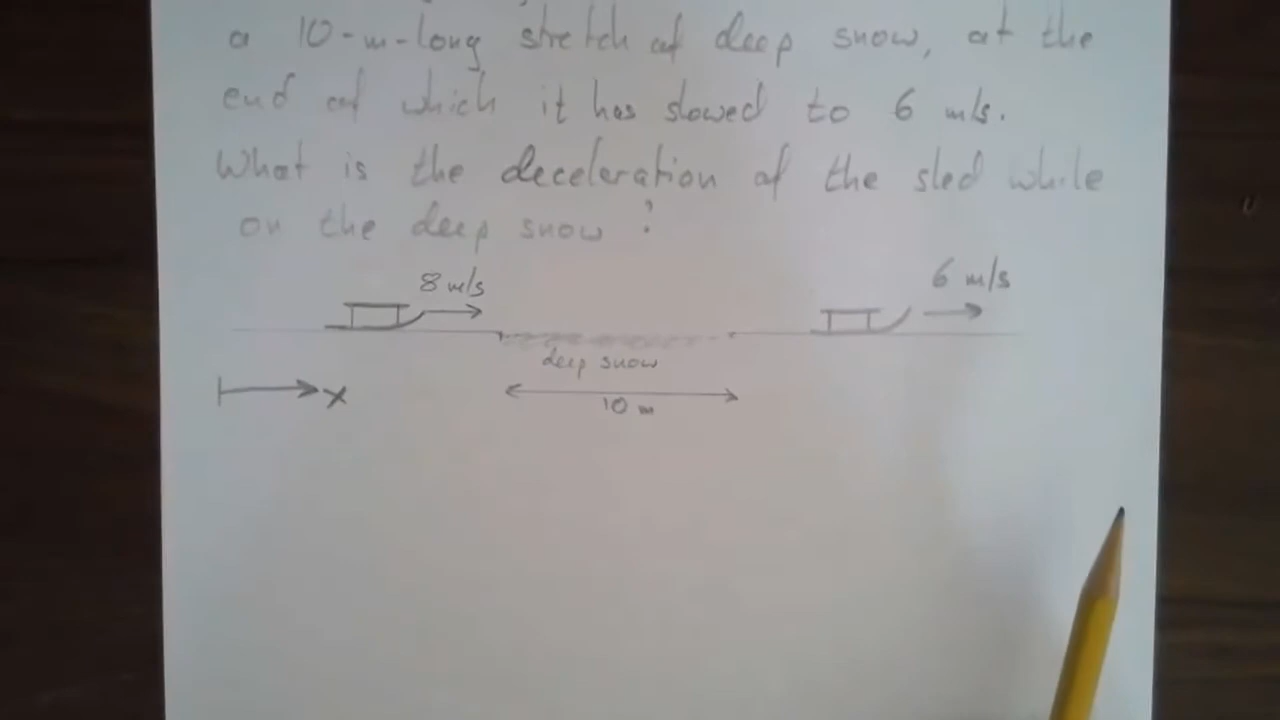 a 10-m-long stretch of deep snow, at the
end of which it has slowed to 6 m/s.
What is the deceleration of the sled while
on the deep snow?
8 m/s
6 m/s
deep snow
x
10 m